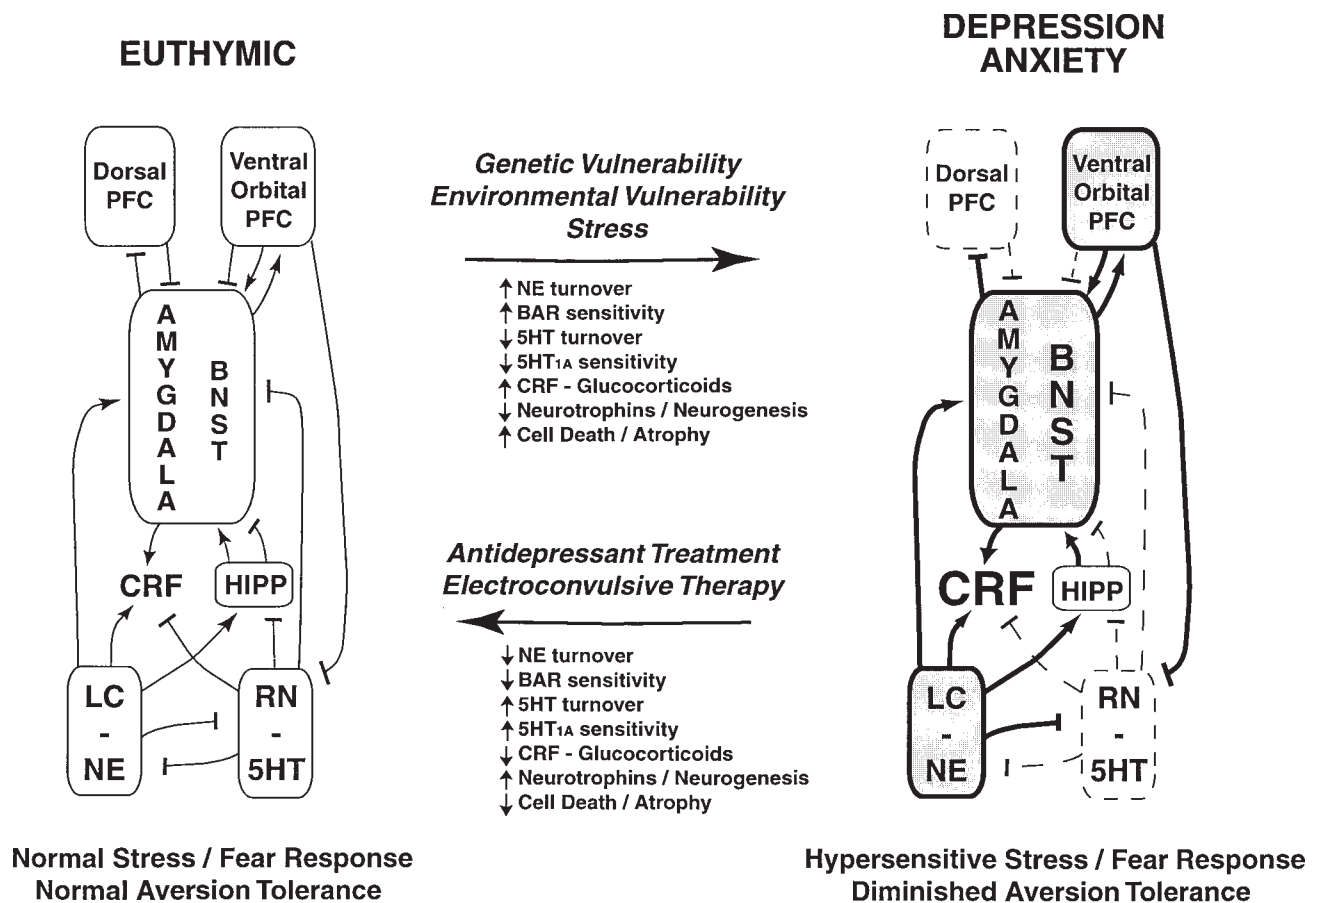 EUTHYMIC
Dorsal
PFC
Ventral
Orbital
PFC
AMYGDALA
BNST
CRF
HIPP
LC
-
NE
RN
-
5HT
Normal Stress / Fear Response
Normal Aversion Tolerance
Genetic Vulnerability
Environmental Vulnerability
Stress
↑ NE turnover
↑ BAR sensitivity
↓ 5HT turnover
↓ 5HT1A sensitivity
↑ CRF - Glucocorticoids
↓ Neurotrophins / Neurogenesis
↑ Cell Death / Atrophy
Antidepressant Treatment
Electroconvulsive Therapy
↓ NE turnover
↓ BAR sensitivity
↑ 5HT turnover
↑ 5HT1A sensitivity
↓ CRF - Glucocorticoids
↑ Neurotrophins / Neurogenesis
↓ Cell Death / Atrophy
DEPRESSION
ANXIETY
Dorsal
PFC
Ventral
Orbital
PFC
AMYGDALA
BNST
CRF
HIPP
LC
-
NE
RN
-
5HT
Hypersensitive Stress / Fear Response
Diminished Aversion Tolerance